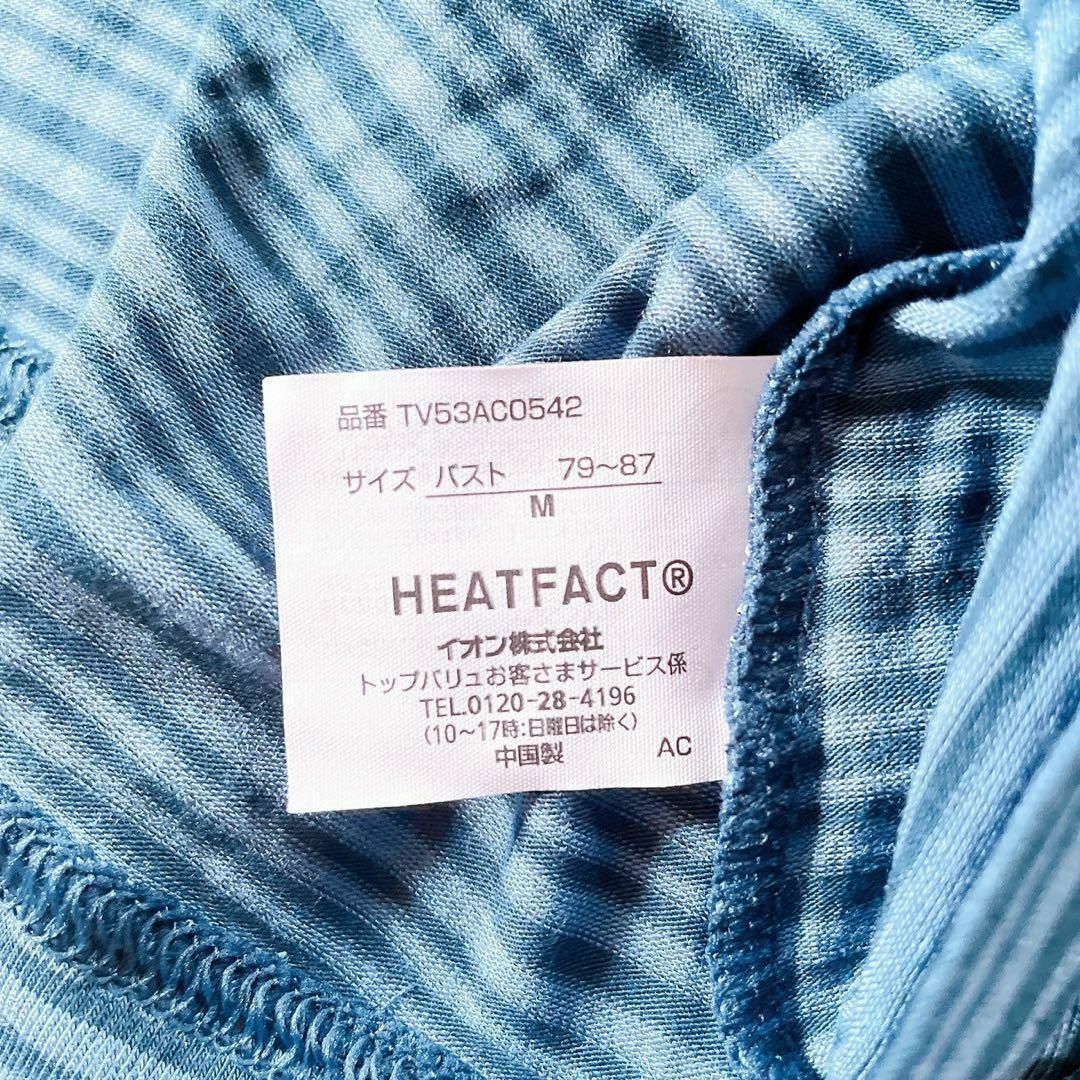 品番 TV53AC0542
サイズ バスト 79~87
M
HEATFACT®
イオン株式会社
トップバリュお客さまサービス係
TEL.0120-28-4196
(10~17時:日曜日は除く)
中国製 AC